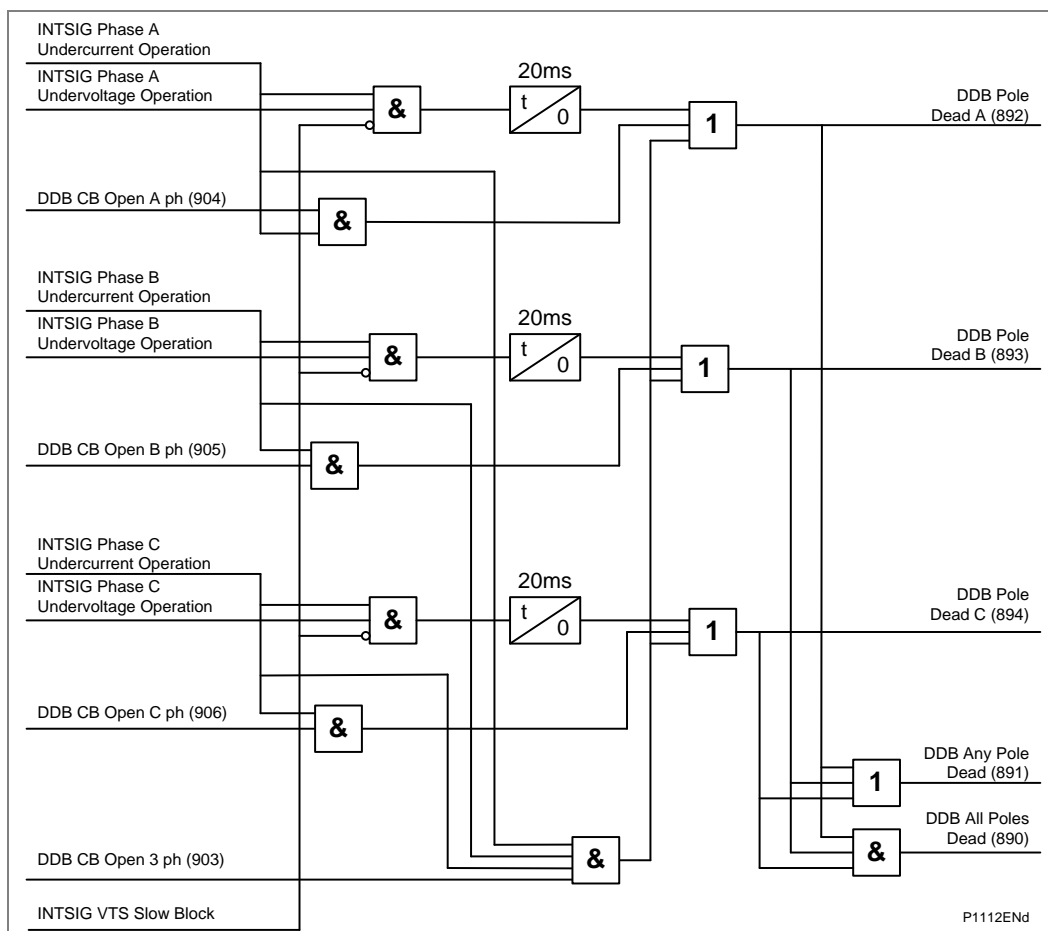 INTSIG Phase A
Undercurrent Operation
INTSIG Phase A
Undervoltage Operation
&
20ms
t
0
1
DDB Pole
Dead A (892)
DDB CB Open A ph (904)
&
INTSIG Phase B
Undercurrent Operation
INTSIG Phase B
Undervoltage Operation
&
20ms
t
0
1
DDB Pole
Dead B (893)
DDB CB Open B ph (905)
&
INTSIG Phase C
Undercurrent Operation
INTSIG Phase C
Undervoltage Operation
&
20ms
t
0
1
DDB Pole
Dead C (894)
DDB CB Open C ph (906)
&
DDB Any Pole
Dead (891)
1
DDB All Poles
Dead (890)
&
DDB CB Open 3 ph (903)
&
INTSIG VTS Slow Block
P1112ENd